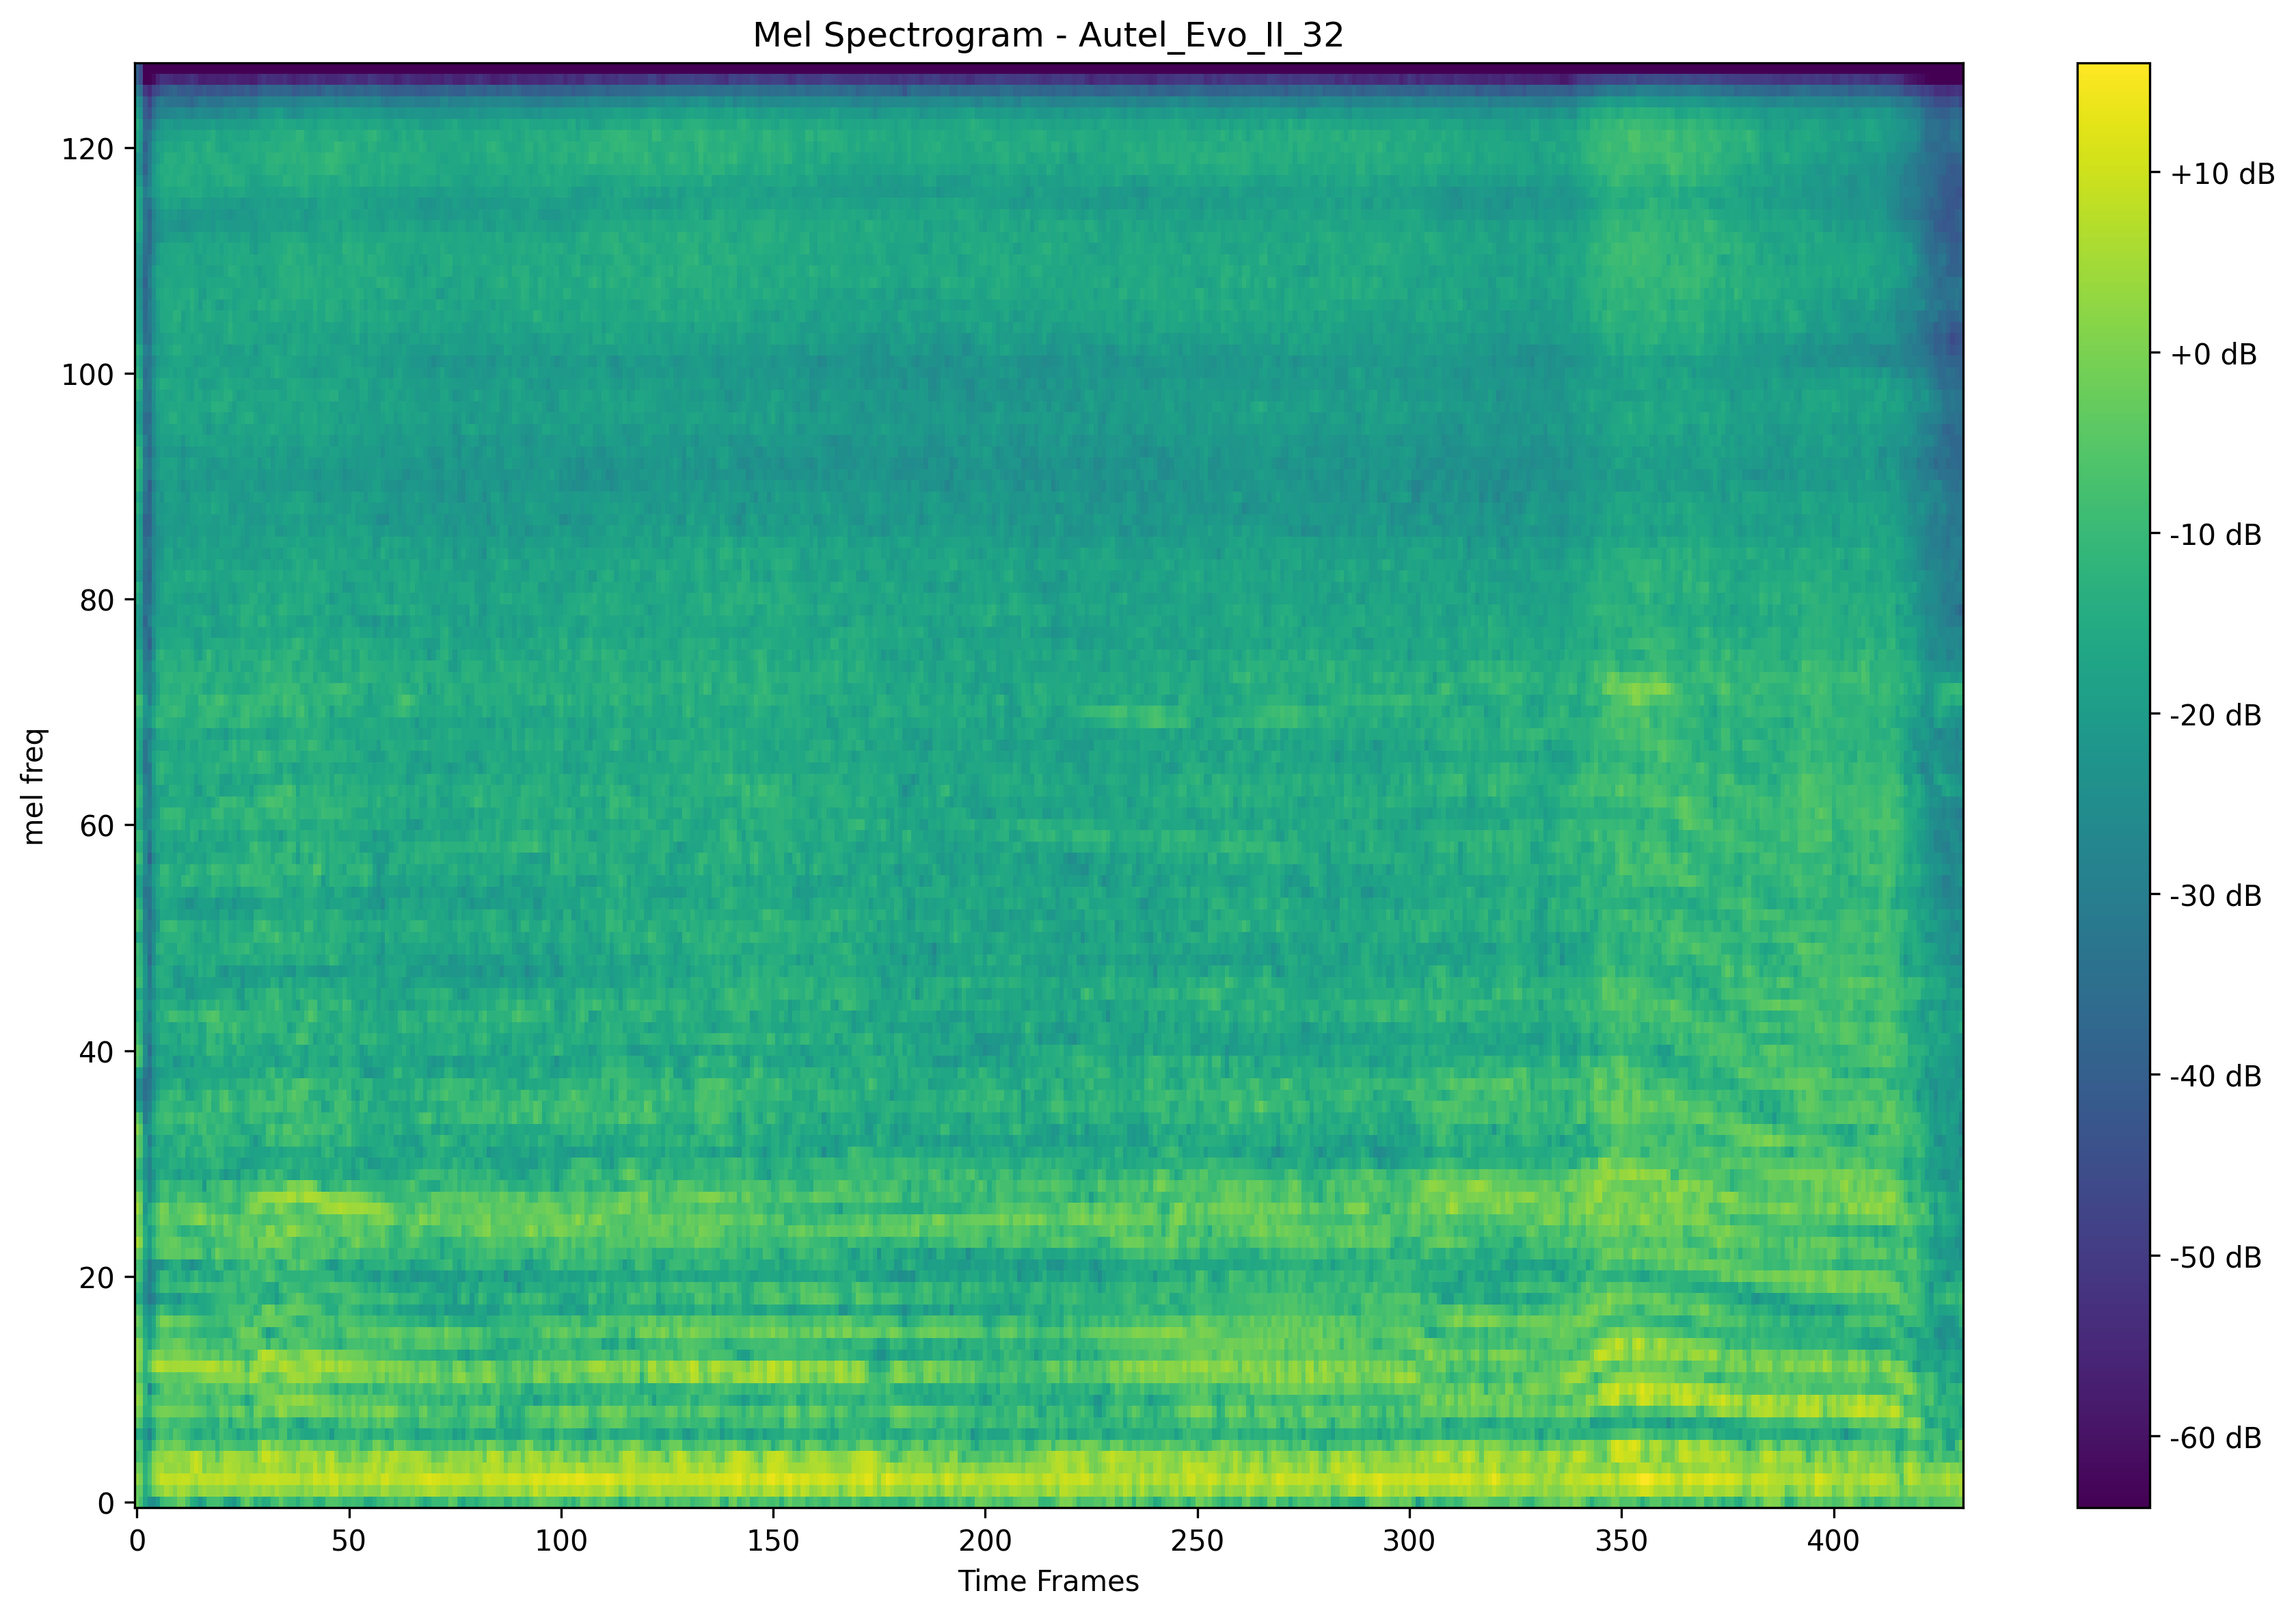 Mel Spectrogram - Autel_Evo_II_32
mel freq
120
100
80
60
40
20
0
0 50 100 150 200 250 300 350 400
Time Frames
+10 dB
+0 dB
-10 dB
-20 dB
-30 dB
-40 dB
-50 dB
-60 dB